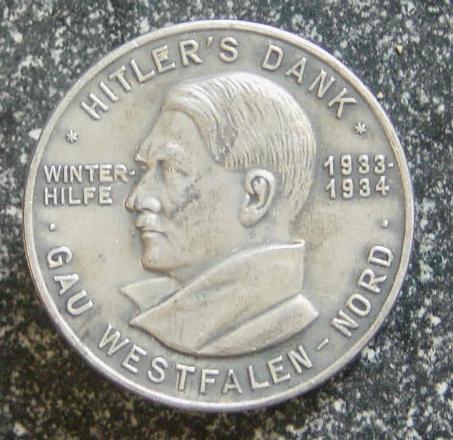 HITLER'S DANK
WINTER-
HILFE
1933-
1934
GAU WESTFALEN-NORD